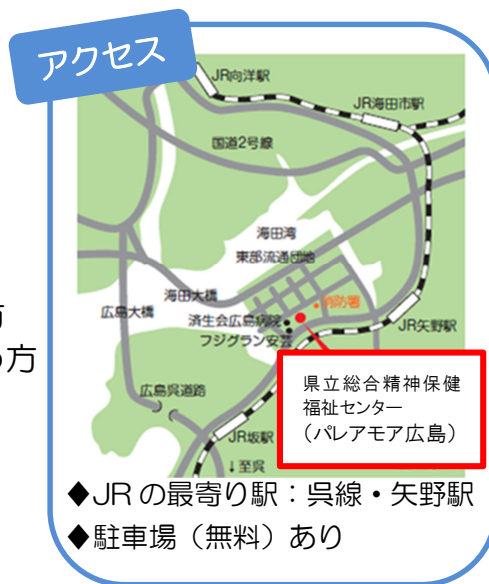 アクセス
JR向洋駅
JR海田市駅
国道2号線
海田湾
東部流通団地
海田大橋
消防署
広島大橋
済生会広島病院
フジグラン安芸
JR矢野駅
広島呉道路
県立総合精神保健
福祉センター
（パレアモア広島）
JR坂駅
↓至呉
方
方
◆JRの最寄り駅：呉線・矢野駅
◆駐車場（無料）あり